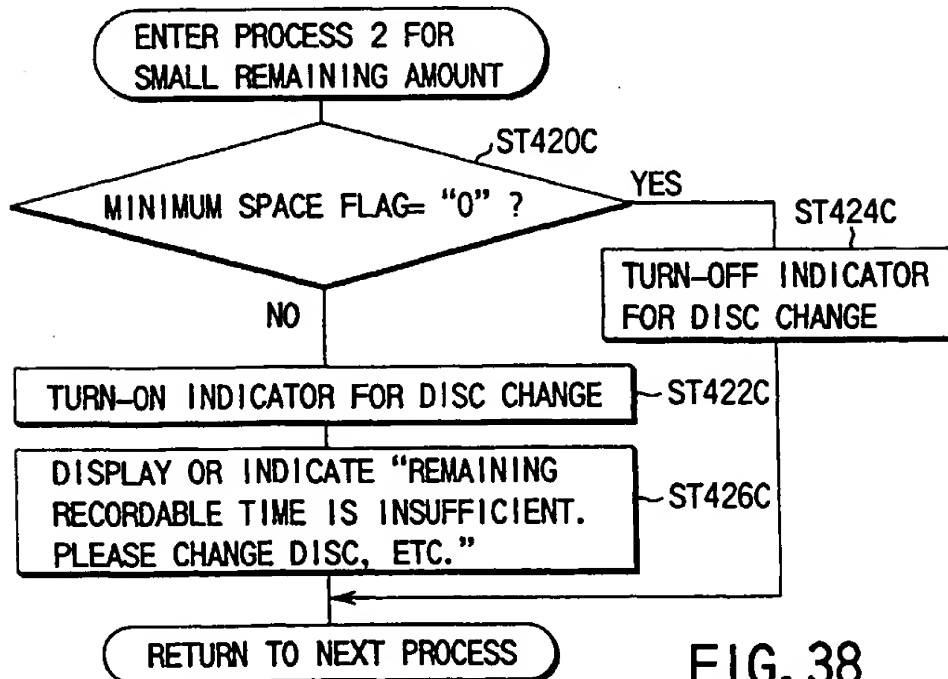 ENTER PROCESS 2 FOR
SMALL REMAINING AMOUNT
ST420C
MINIMUM SPACE FLAG= "0" ?
YES
ST424C
TURN-OFF INDICATOR
FOR DISC CHANGE
NO
TURN-ON INDICATOR FOR DISC CHANGE
ST422C
DISPLAY OR INDICATE "REMAINING
RECORDABLE TIME IS INSUFFICIENT.
PLEASE CHANGE DISC, ETC."
ST426C
RETURN TO NEXT PROCESS
FIG. 38